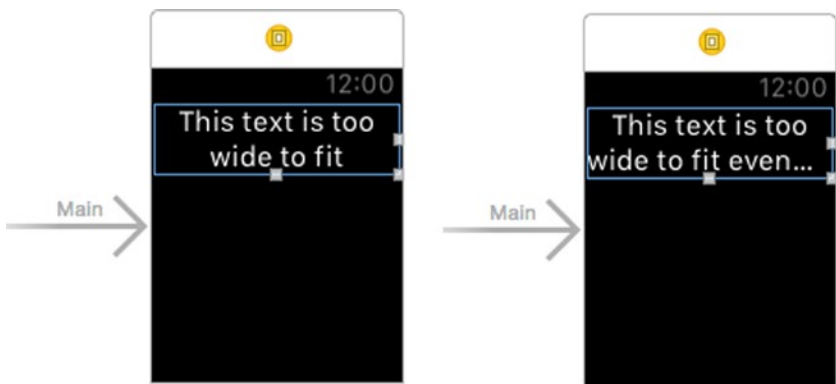 12:00
This text is too
wide to fit
Main
12:00
This text is too
wide to fit even...
Main